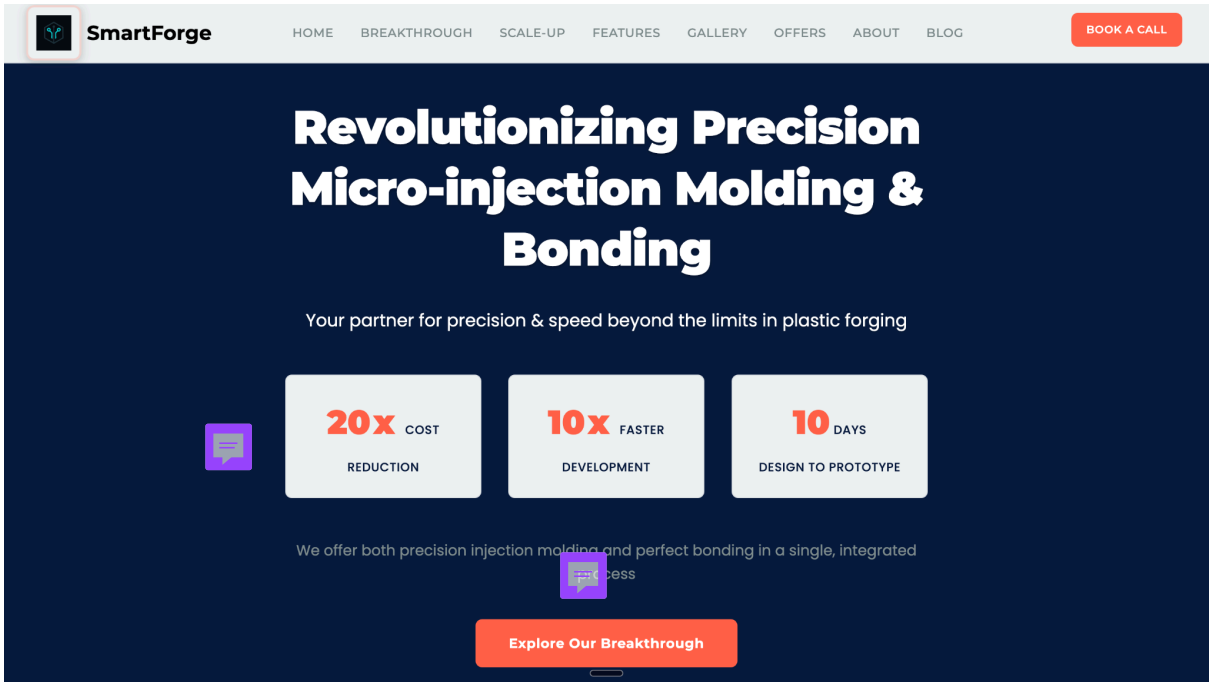 SmartForge
HOME BREAKTHROUGH SCALE-UP FEATURES GALLERY OFFERS ABOUT BLOG
BOOK A CALL
Revolutionizing Precision
Micro-injection Molding &
Bonding
Your partner for precision & speed beyond the limits in plastic forging
20x COST
REDUCTION
10x FASTER
DEVELOPMENT
10 DAYS
DESIGN TO PROTOTYPE
We offer both precision injection molding and perfect bonding in a single, integrated
process
Explore Our Breakthrough